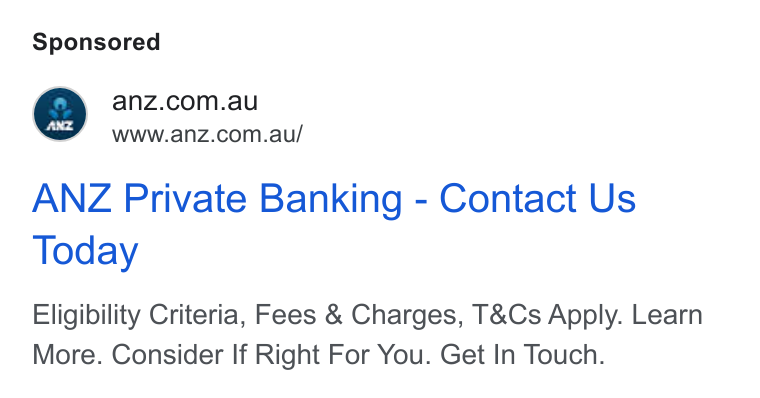 Sponsored
ANZ
anz.com.au
www.anz.com.au/
ANZ Private Banking - Contact Us
Today
Eligibility Criteria, Fees & Charges, T&Cs Apply. Learn
More. Consider If Right For You. Get In Touch.